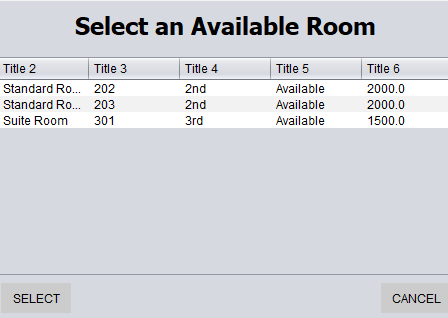 Select an Available Room
Title 2 Title 3 Title 4 Title 5 Title 6
Standard Ro... 202 2nd Available 2000.0
Standard Ro... 203 2nd Available 2000.0
Suite Room 301 3rd Available 1500.0
SELECT CANCEL